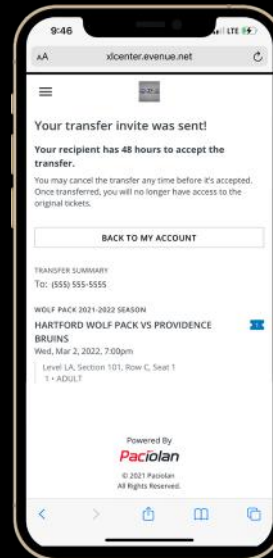 9:46
LTE
AA
xlcenter.evenue.net
Your transfer invite was sent!
Your recipient has 48 hours to accept the
transfer.
You may cancel the transfer any time before it's accepted.
Once transferred, you will no longer have access to the
original tickets.
BACK TO MY ACCOUNT
TRANSFER SUMMARY
To: (555) 555-5555
WOLF PACK 2021-2022 SEASON
HARTFORD WOLF PACK VS PROVIDENCE
BRUINS
Wed, Mar 2, 2022, 7:00pm
Level LA, Section 101, Row C, Seat 1
1 • ADULT
Powered By
Paciolan
© 2021 Paciolan
All Rights Reserved.